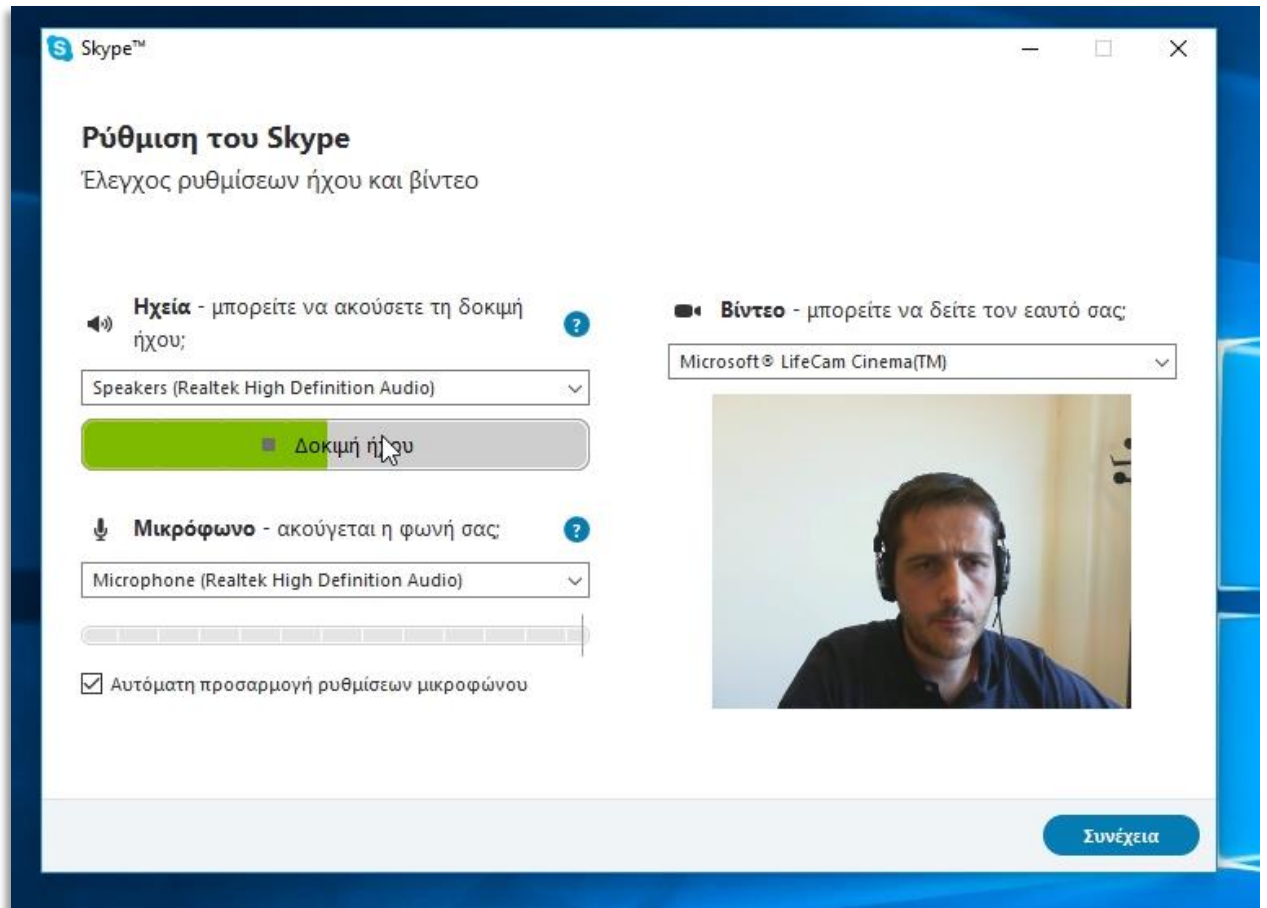 Skype™
Ρύθμιση του Skype
Έλεγχος ρυθμίσεων ήχου και βίντεο
Ηχεία - μπορείτε να ακούσετε τη δοκιμή
ήχου;
?
Speakers (Realtek High Definition Audio)
Δοκιμή ήχου
Μικρόφωνο - ακούγεται η φωνή σας;
?
Microphone (Realtek High Definition Audio)
Αυτόματη προσαρμογή ρυθμίσεων μικροφώνου
Βίντεο - μπορείτε να δείτε τον εαυτό σας;
Microsoft® LifeCam Cinema(TM)
Συνέχεια